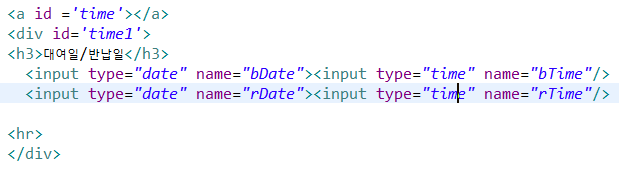 <a id ='time'></a>
<div id='time1'>
<h3>대여일/반납일</h3>
<input type="date" name="bDate"><input type="time" name="bTime"/>
<input type="date" name="rDate"><input type="time" name="rTime"/>
<hr>
</div>